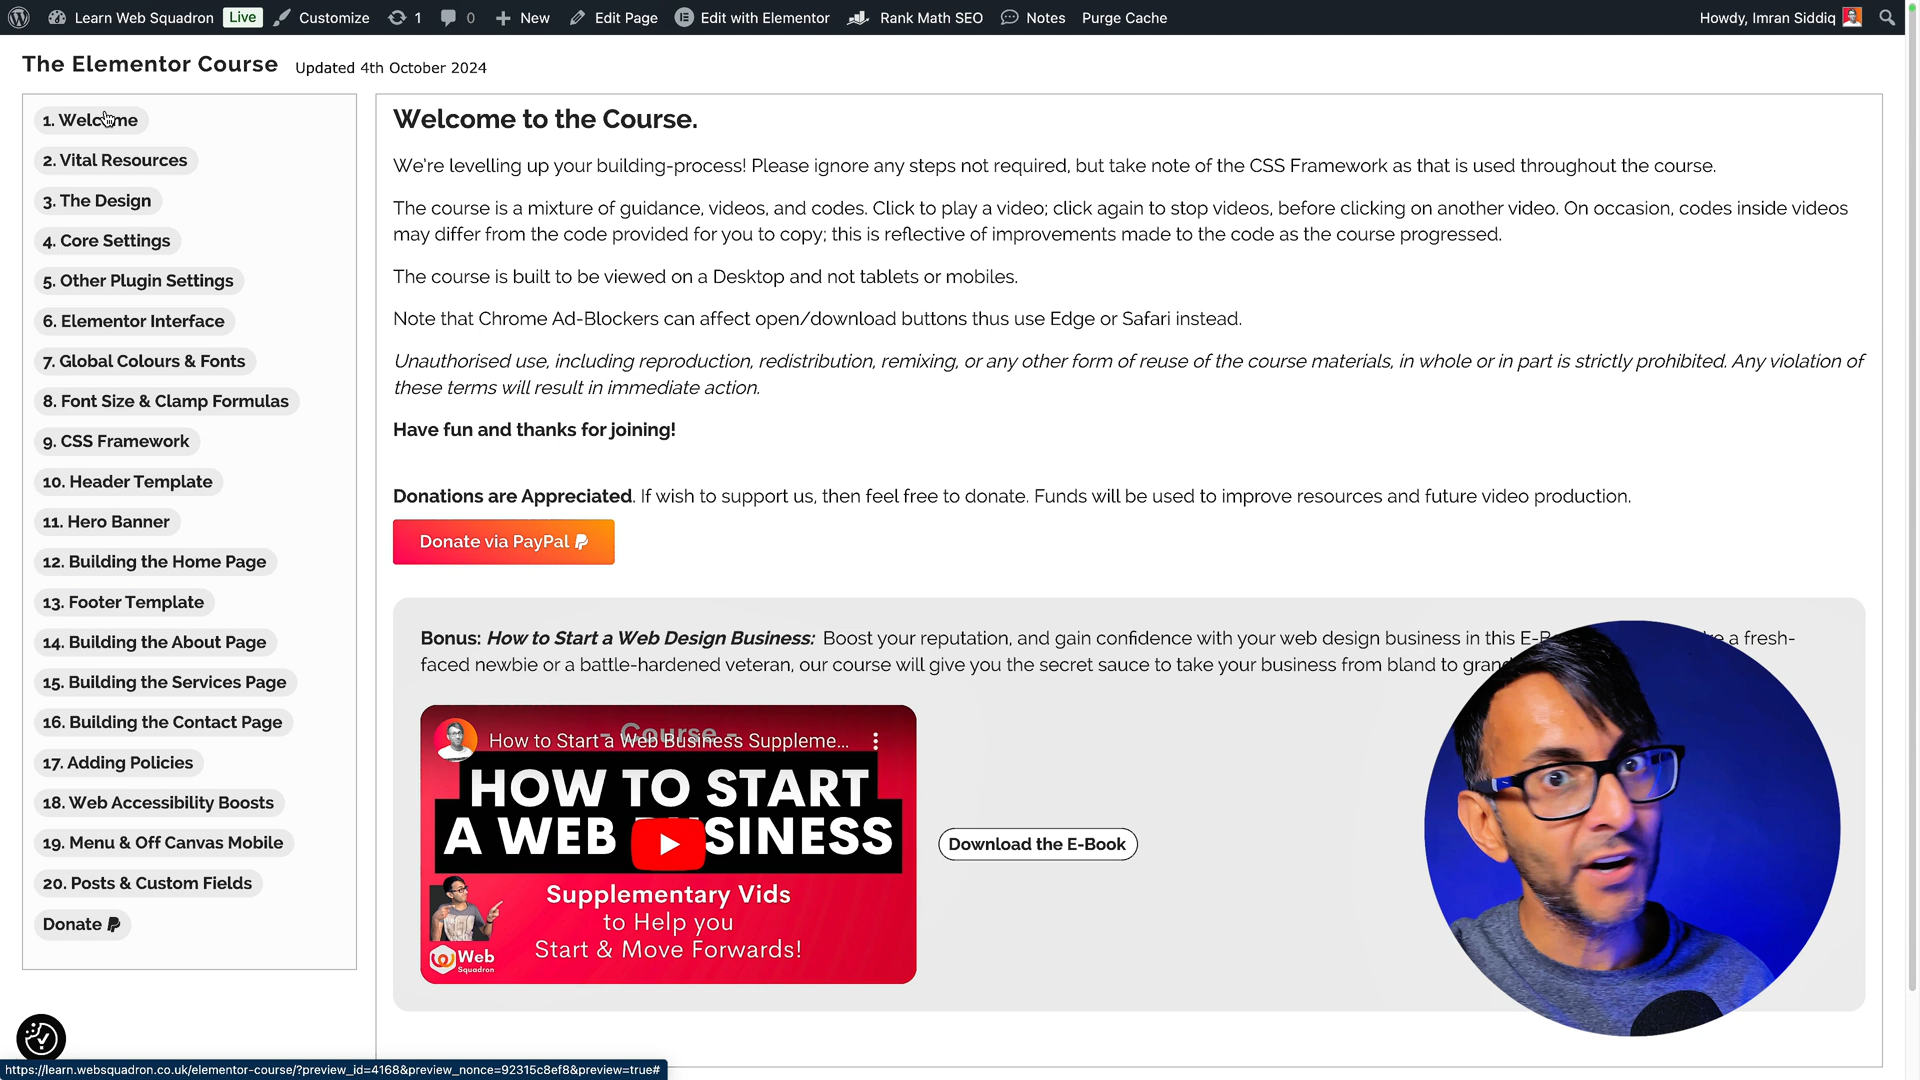 Learn Web Squadron Live Customize 1 0 New Edit Page Edit with Elementor Rank Math SEO Notes Purge Cache Howdy, Imran Siddiq
The Elementor Course Updated 4th October 2024
1. Welcome
2. Vital Resources
3. The Design
4. Core Settings
5. Other Plugin Settings
6. Elementor Interface
7. Global Colours & Fonts
8. Font Size & Clamp Formulas
9. CSS Framework
10. Header Template
11. Hero Banner
12. Building the Home Page
13. Footer Template
14. Building the About Page
15. Building the Services Page
16. Building the Contact Page
17. Adding Policies
18. Web Accessibility Boosts
19. Menu & Off Canvas Mobile
20. Posts & Custom Fields
Donate
Welcome to the Course.
We're levelling up your building-process! Please ignore any steps not required, but take note of the CSS Framework as that is used throughout the course.
The course is a mixture of guidance, videos, and codes. Click to play a video; click again to stop videos, before clicking on another video. On occasion, codes inside videos
may differ from the code provided for you to copy; this is reflective of improvements made to the code as the course progressed.
The course is built to be viewed on a Desktop and not tablets or mobiles.
Note that Chrome Ad-Blockers can affect open/download buttons thus use Edge or Safari instead.
Unauthorised use, including reproduction, redistribution, remixing, or any other form of reuse of the course materials, in whole or in part is strictly prohibited. Any violation of
these terms will result in immediate action.
Have fun and thanks for joining!
Donations are Appreciated. If wish to support us, then feel free to donate. Funds will be used to improve resources and future video production.
Donate via PayPal
Bonus: How to Start a Web Design Business: Boost your reputation, and gain confidence with your web design business in this E-B a fresh-
faced newbie or a battle-hardened veteran, our course will give you the secret sauce to take your business from bland to grand
- Course -
How to Start a Web Business Suppleme...
HOW TO START
A WEB BUSINESS
Supplementary Vids
to Help you
Start & Move Forwards!
Web
Squadron
Download the E-Book
https://learn.websquadron.co.uk/elementor-course/?preview_id=4168&preview_nonce=92315c8ef8&preview=true#